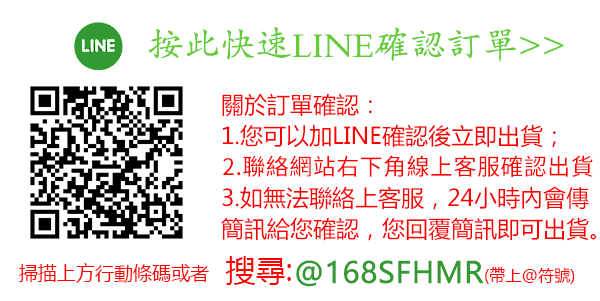 LINE
按此快速LINE確認訂單>>
關於訂單確認：
1.您可以加LINE確認後立即出貨；
2.聯絡網站右下角線上客服確認出貨
3.如無法聯絡上客服，24小時內會傳
簡訊給您確認，您回覆簡訊即可出貨。
掃描上方行動條碼或者 搜尋:@168SFHMR(帶上@符號)